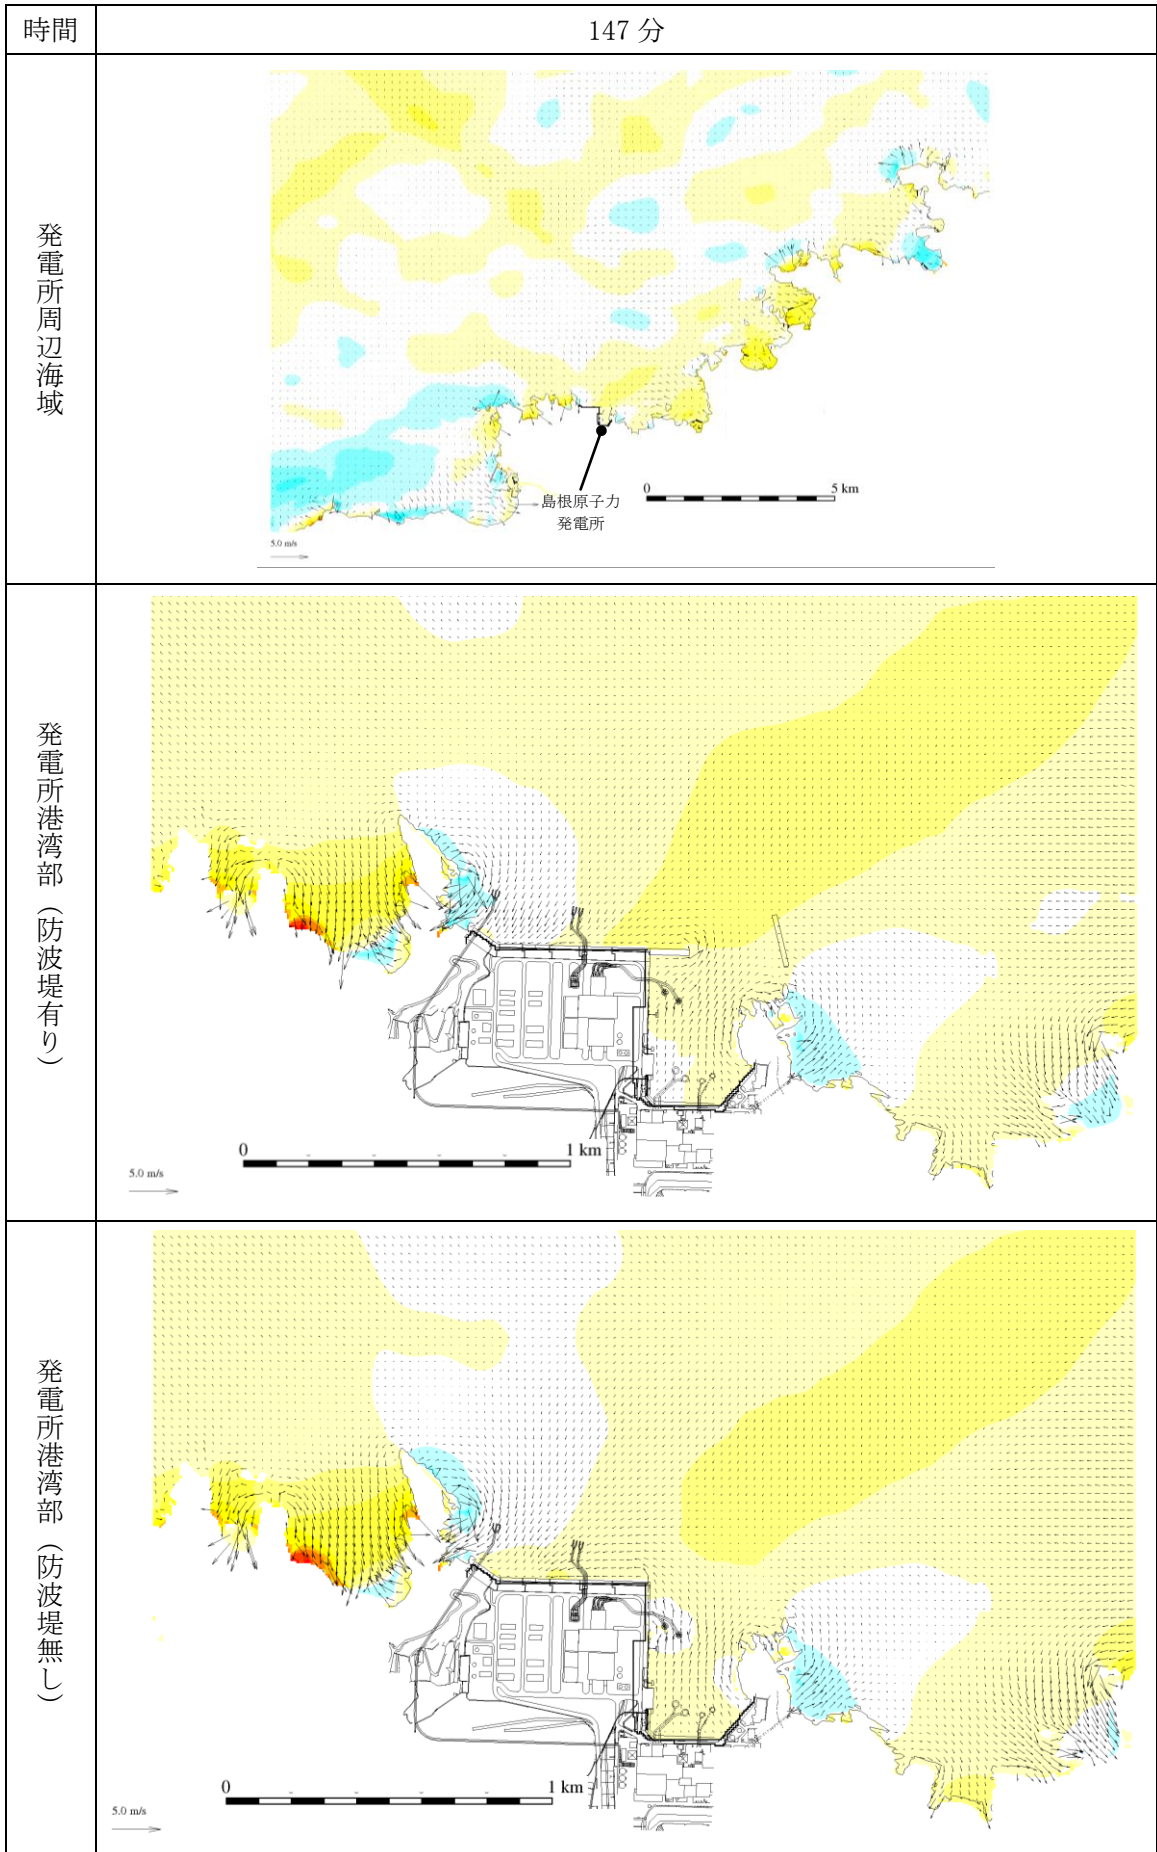 時間
147 分
発電所周辺海域
島根原子力
発電所
0
5 km
5.0 m/s
発電所港湾部（防波堤有り）
0
1 km
5.0 m/s
発電所港湾部（防波堤無し）
0
1 km
5.0 m/s